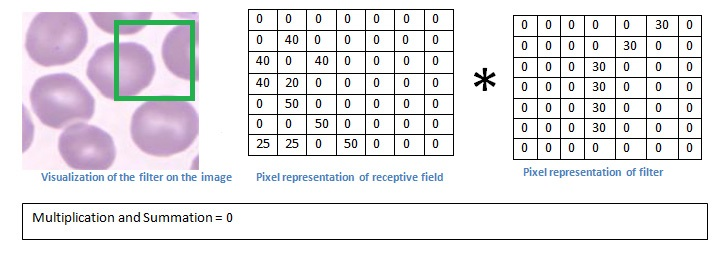 0 0 0 0 0 0 0
0 40 0 0 0 0 0
40 0 40 0 0 0 0
40 20 0 0 0 0 0
0 50 0 0 0 0 0
0 0 50 0 0 0 0
25 25 0 50 0 0 0
*
0 0 0 0 0 30 0
0 0 0 0 30 0 0
0 0 0 30 0 0 0
0 0 0 30 0 0 0
0 0 0 30 0 0 0
0 0 0 30 0 0 0
0 0 0 0 0 0 0
Visualization of the filter on the image
Pixel representation of receptive field
Pixel representation of filter
Multiplication and Summation = 0